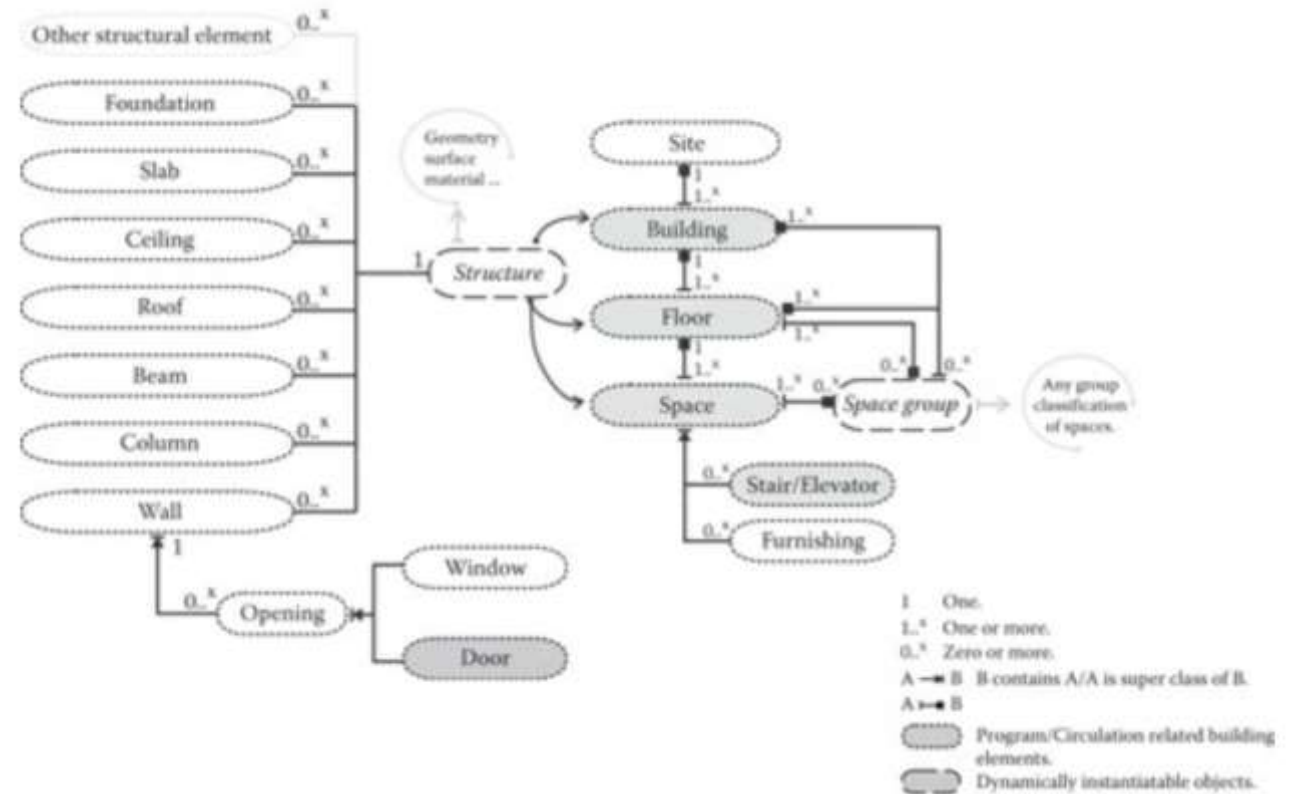 Other structural element 0..x
Foundation 0..x
Slab 0..x
Ceiling 0..x
Roof 0..x
Beam 0..x
Column 0..x
Wall 0..x
1
0..x Opening
Window
Door
Geometry
surface
material ...
1 Structure
Site
1
1..x
Building 1..x
1
1..x
Floor 1..x
1..x
1
1..x
Space 1..x 0..x Space group
0..x 0..x
Any group
classification
of spaces.
0..x Stair/Elevator
0..x Furnishing
1 One.
1..x One or more.
0..x Zero or more.
A B B contains A/A is super class of B.
A B
Program/Circulation related building
elements.
Dynamically instantiatable objects.